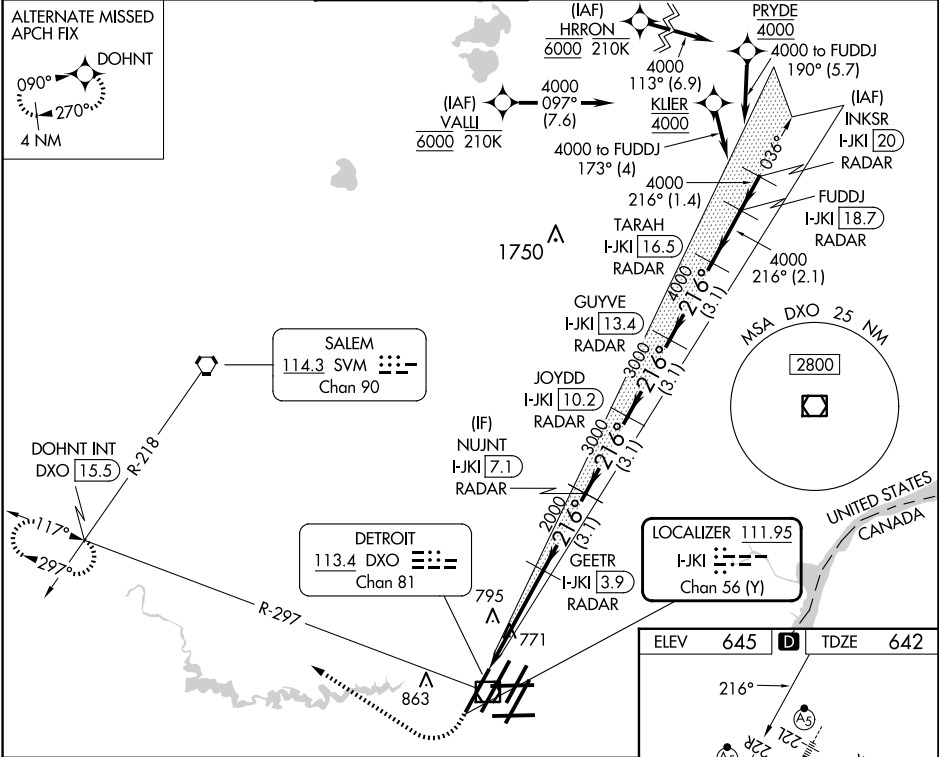 ALTERNATE MISSED
APCH FIX
DOHNT
090°
270°
4 NM
(IAF)
HRRON
6000 210K
4000
113° (6.9)
PRYDE
4000
4000 to FUDDJ
190° (5.7)
(IAF)
VALLI
6000 210K
4000
097°
(7.6)
KLIER
4000
4000 to FUDDJ
173° (4)
(IAF)
INKSR
I-JKI 20
RADAR
036°
4000
216° (1.4)
FUDDJ
I-JKI 18.7
RADAR
4000
216° (2.1)
TARAH
I-JKI 16.5
RADAR
1750
4000
216°
(3.1)
GUYVE
I-JKI 13.4
RADAR
3000
216°
(3.1)
JOYDD
I-JKI 10.2
RADAR
3000
216°
(3.1)
(IF)
NUJNT
I-JKI 7.1
RADAR
2000
216°
(3.1)
GEETR
I-JKI 3.9
RADAR
MSA DXO 25 NM
2800
SALEM
114.3 SVM
Chan 90
R-218
DOHNT INT
DXO 15.5
117°
297°
R-297
DETROIT
113.4 DXO
Chan 81
LOCALIZER 111.95
I-JKI
Chan 56 (Y)
UNITED STATES
CANADA
795
771
863
ELEV 645 D TDZE 642
216°
A5
22R
22L
A5